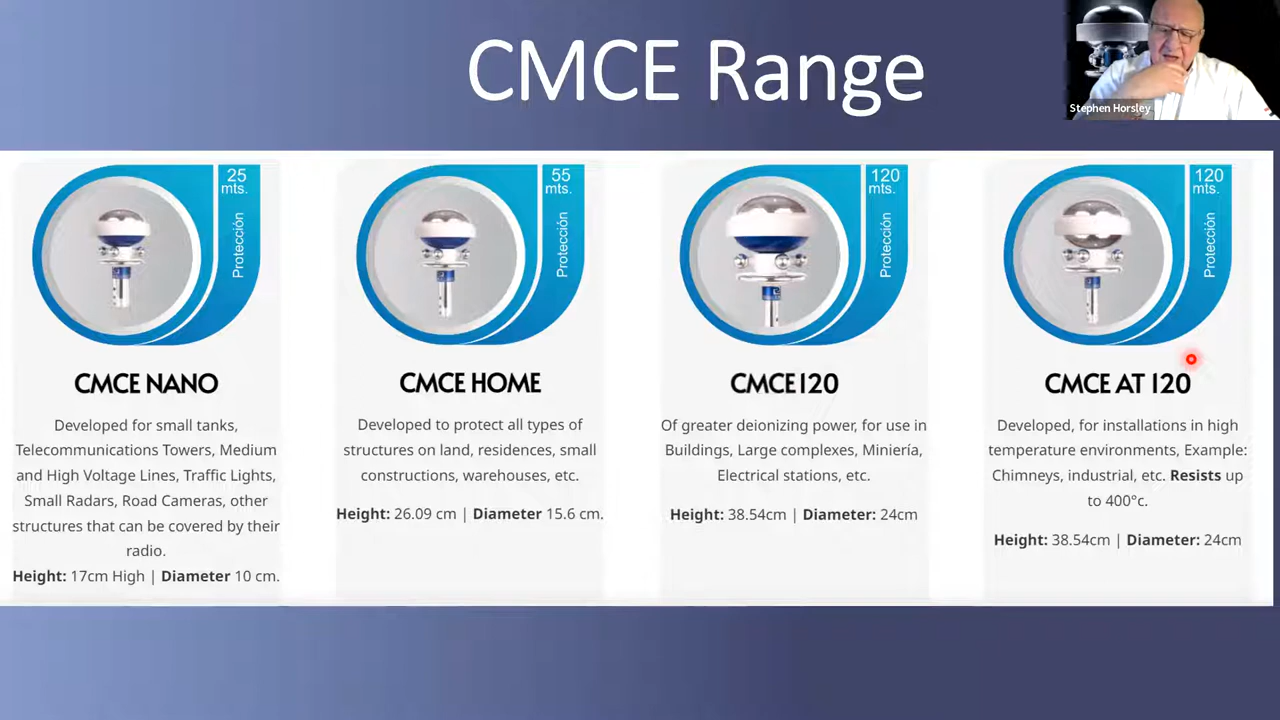 CMCE Range
Stephen Horsley
25
mts.
Protección
CMCE NANO
Developed for small tanks,
Telecommunications Towers, Medium
and High Voltage Lines, Traffic Lights,
Small Radars, Road Cameras, other
structures that can be covered by their
radio.
Height: 17cm High | Diameter 10 cm.
55
mts.
Protección
CMCE HOME
Developed to protect all types of
structures on land, residences, small
constructions, warehouses, etc.
Height: 26.09 cm | Diameter 15.6 cm.
120
mts.
Protección
CMCE120
Of greater deionizing power, for use in
Buildings, Large complexes, Miniería,
Electrical stations, etc.
Height: 38.54cm | Diameter: 24cm
120
mts.
Protección
CMCE AT 120
Developed, for installations in high
temperature environments, Example:
Chimneys, industrial, etc. Resists up
to 400°c.
Height: 38.54cm | Diameter: 24cm